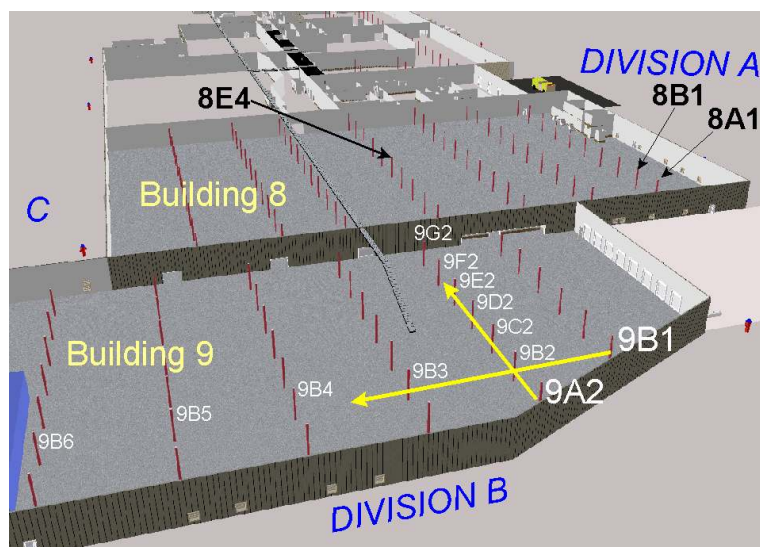 DIVISION A
8E4
8B1
8A1
Building 8
C
9G2
9F2
9E2
9D2
9C2
9B2
9B1
Building 9
9B3
9A2
9B4
9B5
9B6
DIVISION B